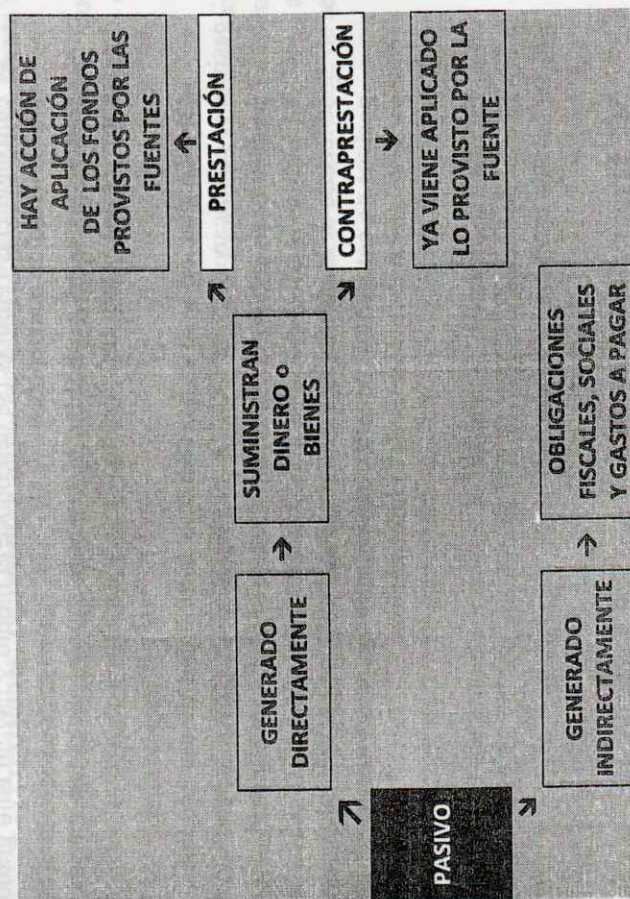 HAY ACCIÓN DE
APLICACIÓN
DE LOS FONDOS
PROVISTOS POR LAS
FUENTES
PRESTACIÓN
SUMINISTRAN
DINERO o
BIENES
GENERADO
DIRECTAMENTE
CONTRAPRESTACIÓN
YA VIENE APLICADO
LO PROVISTO POR LA
FUENTE
PASIVO
GENERADO
INDIRECTAMENTE
OBLIGACIONES
FISCALES, SOCIALES
Y GASTOS A PAGAR